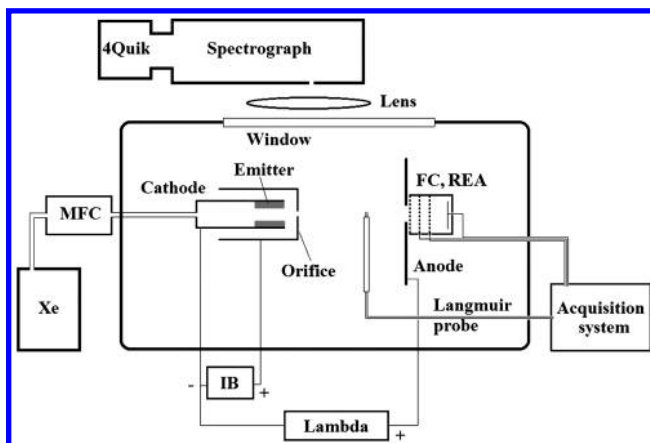 4Quik
Spectrograph
Lens
Window
Emitter
Cathode
FC, REA
MFC
Orifice
Anode
Xe
Langmuir
probe
Acquisition
system
- IB +
Lambda +